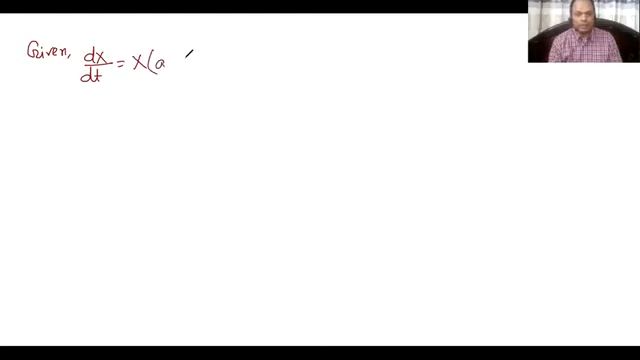 Given, dx/dt = x(a